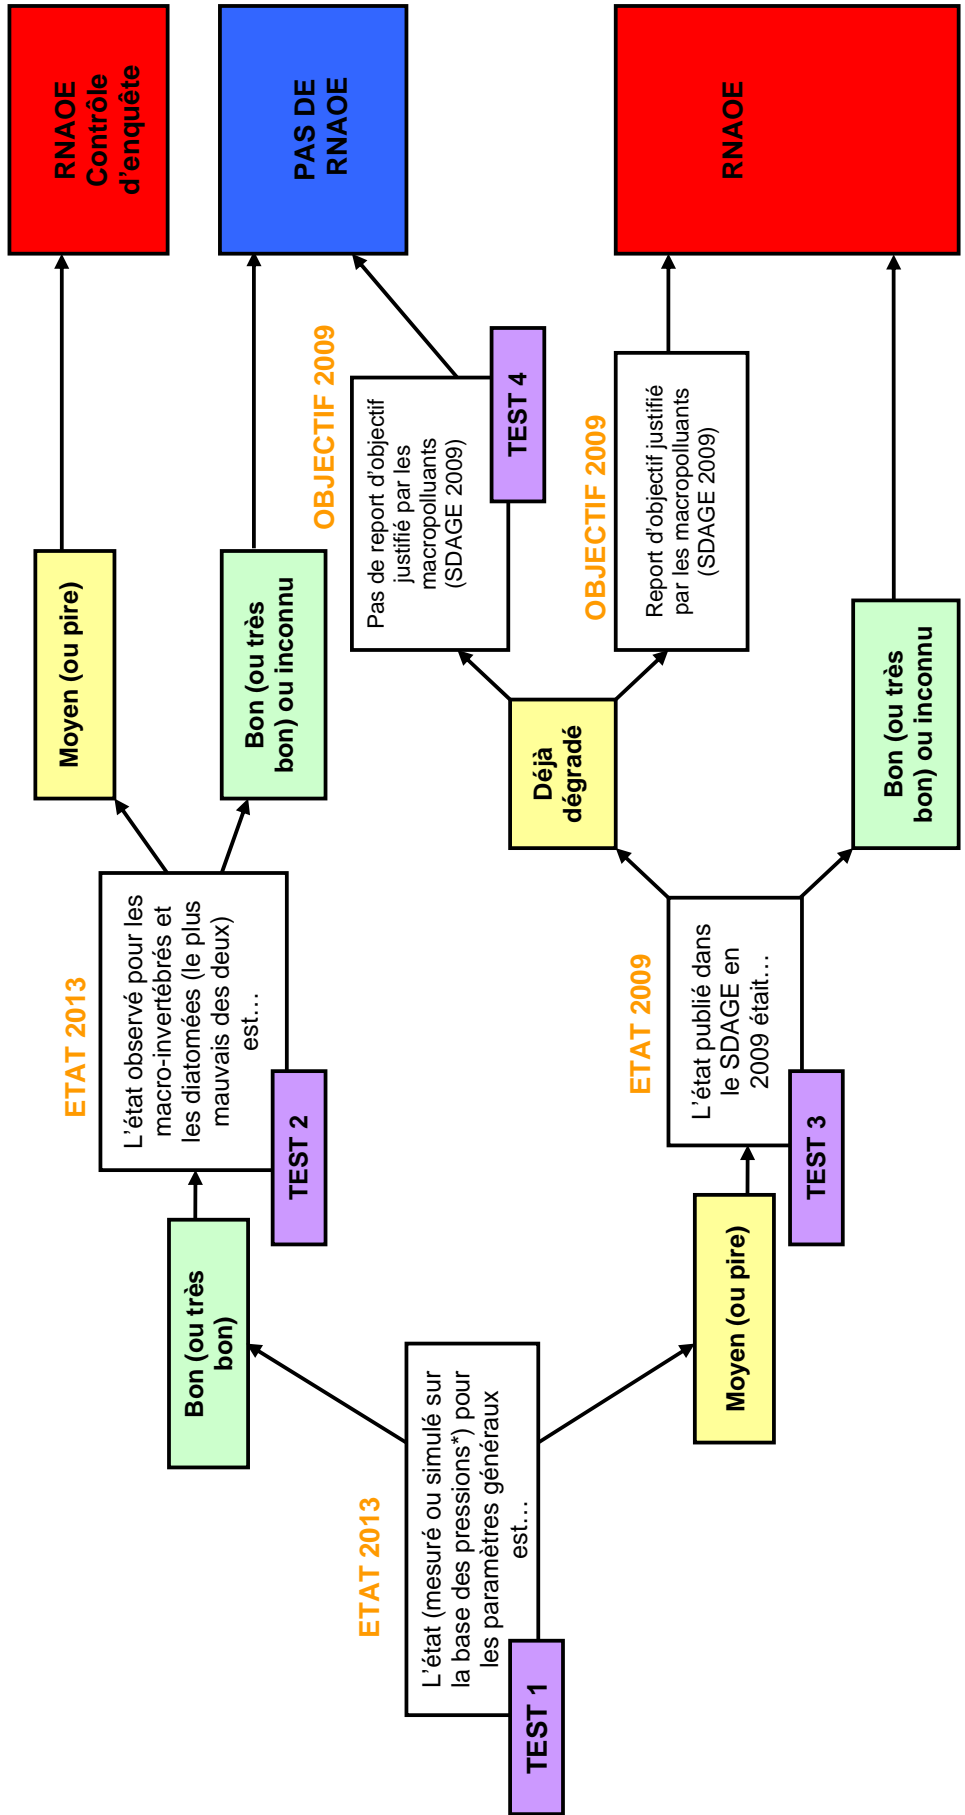 ETAT 2013
L'état (mesuré ou simulé sur
la base des pressions*) pour
les paramètres généraux
est…
TEST 1
Bon (ou très
bon)
Moyen (ou pire)
ETAT 2013
L'état observé pour les
macro-invertébrés et
les diatomées (le plus
mauvais des deux)
est…
TEST 2
ETAT 2009
L'état publié dans
le SDAGE en
2009 était…
TEST 3
Moyen (ou pire)
Bon (ou très
bon) ou inconnu
Déjà
dégradé
Bon (ou très
bon) ou inconnu
OBJECTIF 2009
Pas de report d'objectif
justifié par les
macropolluants
(SDAGE 2009)
TEST 4
OBJECTIF 2009
Report d'objectif justifié
par les macropolluants
(SDAGE 2009)
RNAOE
Contrôle
d'enquête
PAS DE
RNAOE
RNAOE